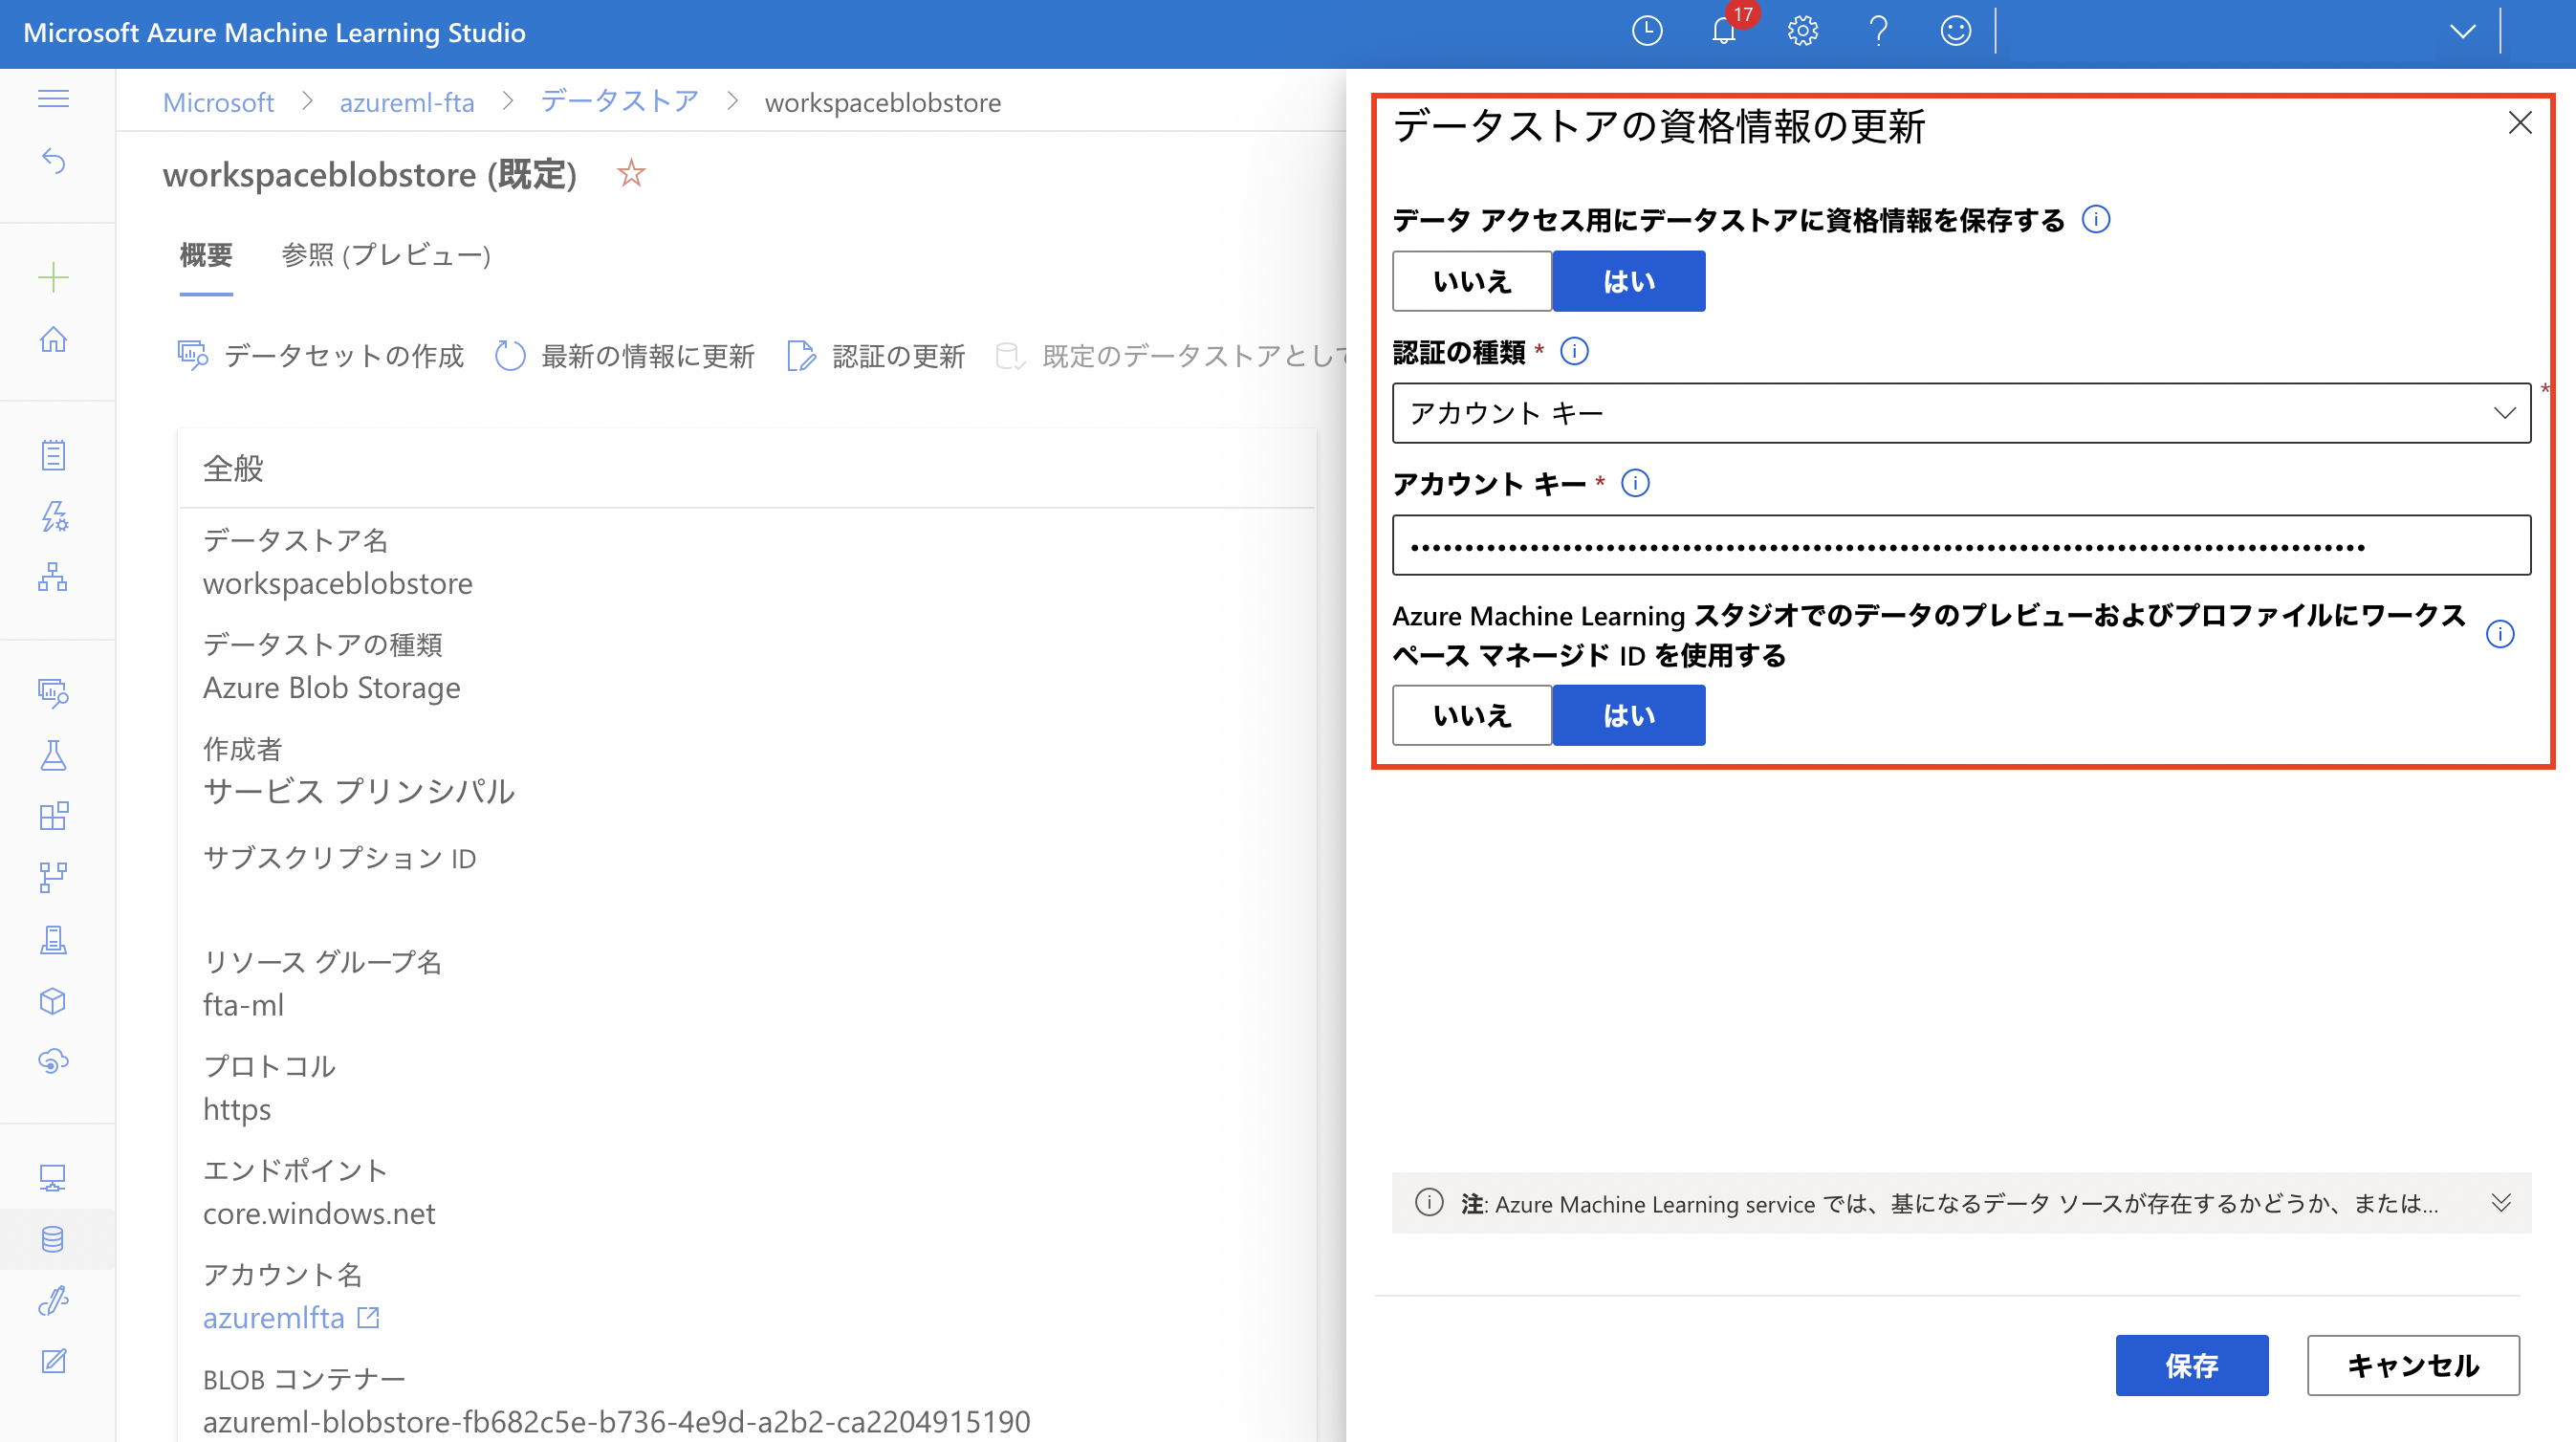 Microsoft Azure Machine Learning Studio
17
Microsoft > azureml-fta > データストア > workspaceblobstore
workspaceblobstore (既定)
概要 参照 (プレビュー)
データセットの作成 最新の情報に更新 認証の更新 既定のデータストアとして
全般
データストア名
workspaceblobstore
データストアの種類
Azure Blob Storage
作成者
サービス プリンシパル
サブスクリプション ID
リソース グループ名
fta-ml
プロトコル
https
エンドポイント
core.windows.net
アカウント名
azuremlfta
BLOB コンテナー
azureml-blobstore-fb682c5e-b736-4e9d-a2b2-ca2204915190
データストアの資格情報の更新
データ アクセス用にデータストアに資格情報を保存する
いいえ はい
認証の種類 *
アカウント キー
*
アカウント キー *
Azure Machine Learning スタジオでのデータのプレビューおよびプロファイルにワークス
ペース マネージド ID を使用する
いいえ はい
注: Azure Machine Learning service では、基になるデータ ソースが存在するかどうか、または...
保存 キャンセル